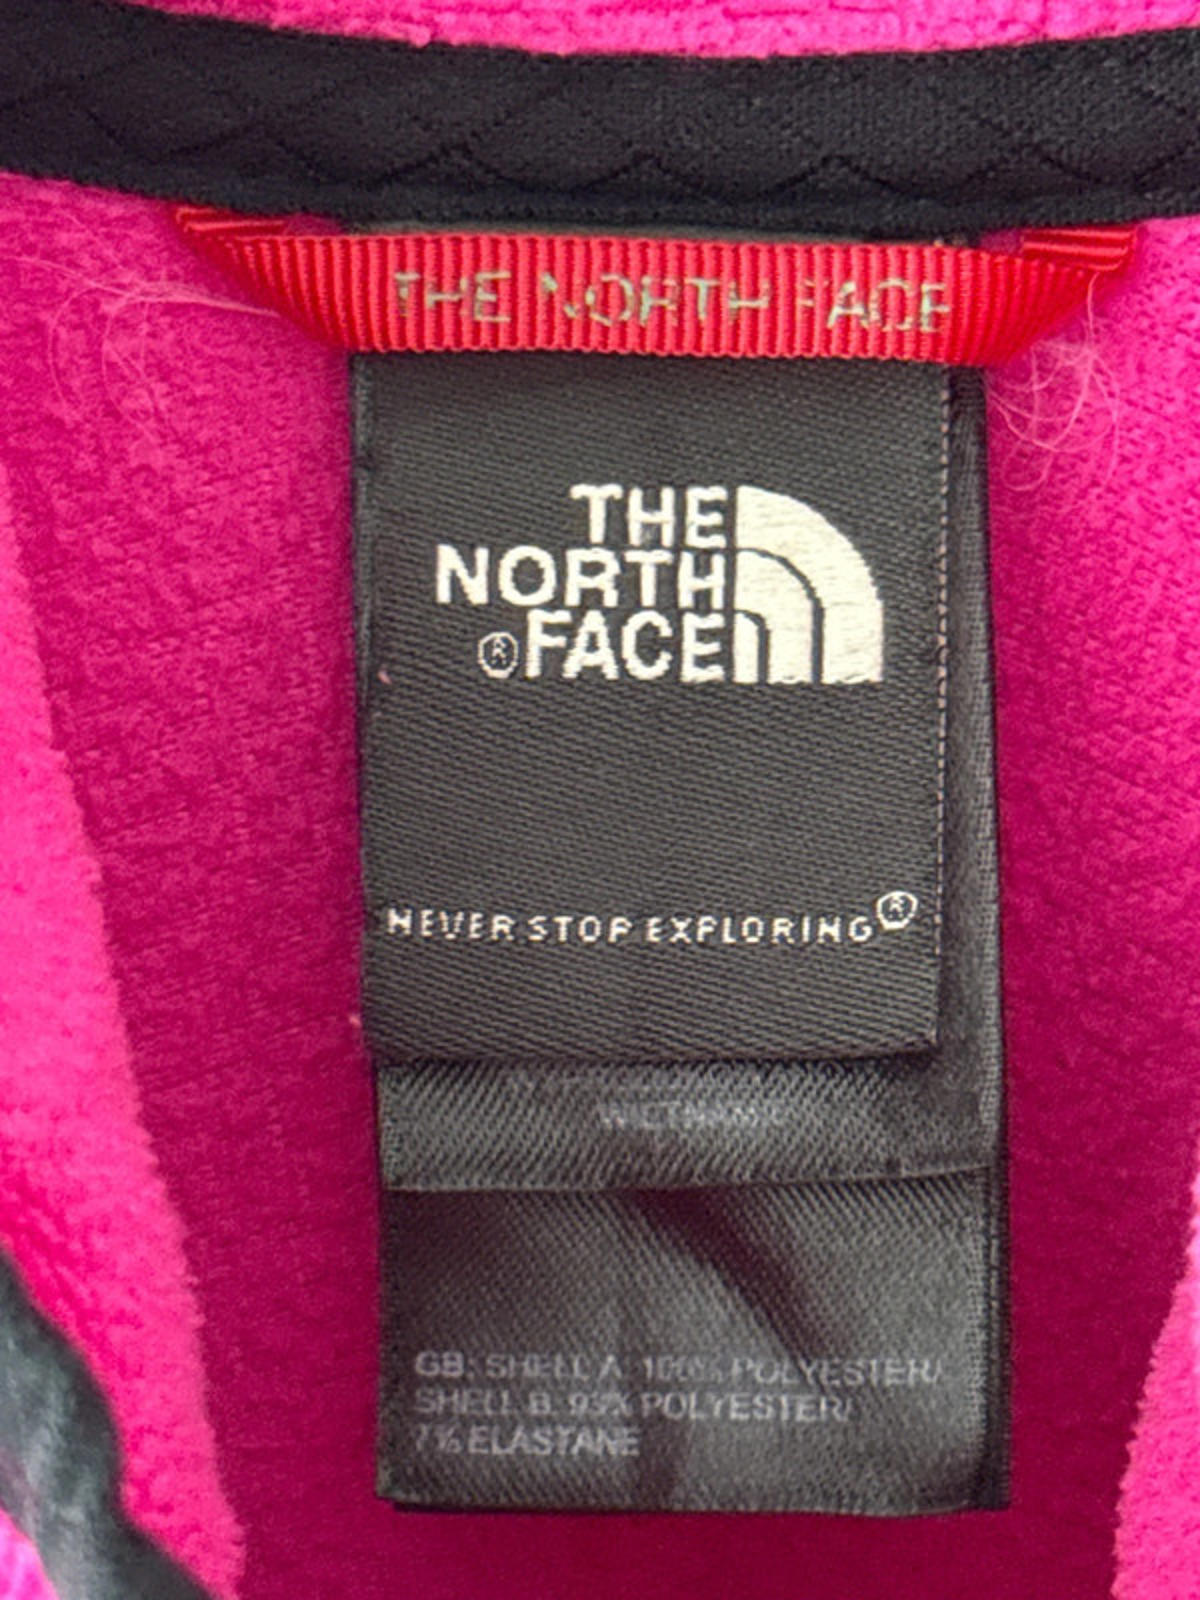 THE NORTH FACE
THE
NORTH
®FACE
NEVER STOP EXPLORING®
GB: SHELL A 100% POLYESTER/
SHELL B: 93% POLYESTER/
7% ELASTANE